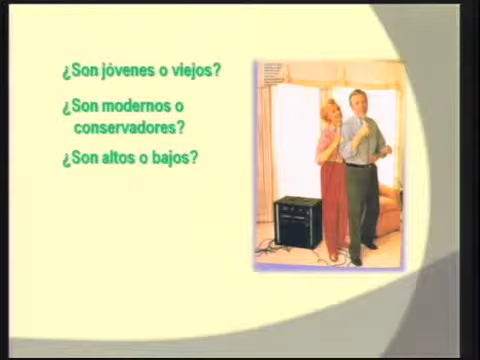 ¿Son jóvenes o viejos?
¿Son modernos o
conservadores?
¿Son altos o bajos?